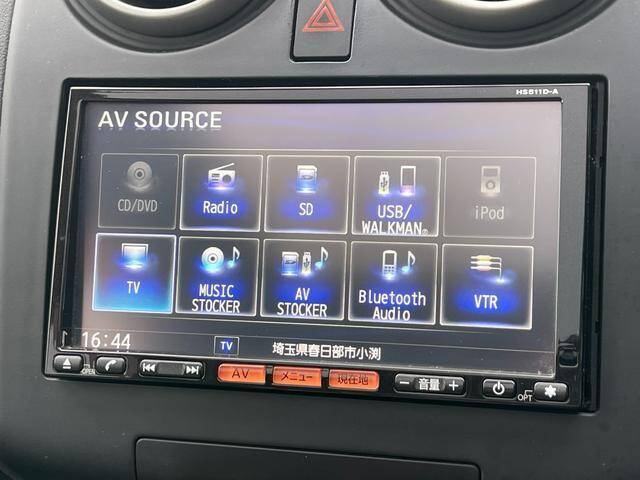 HS511D-A
AV SOURCE
CD/DVD
Radio
SD
USB/
WALKMAN®
iPod
TV
MUSIC
STOCKER
AV
STOCKER
Bluetooth
Audio
VTR
16:44
TV
埼玉県春日部市小渕
OPEN
AV
メニュー
現在地
− 音量 +
OPT